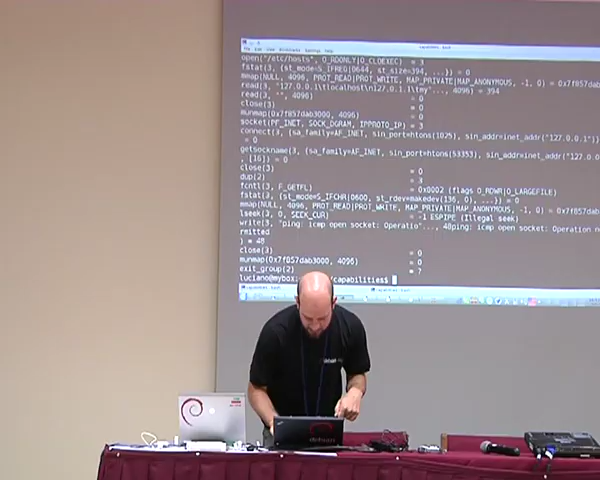 open("/etc/hosts", O_RDONLY|O_CLOEXEC) = 3
fstat(3, {st_mode=S_IFREG|0644, st_size=394, ...}) = 0
mmap(NULL, 4096, PROT_READ|PROT_WRITE, MAP_PRIVATE|MAP_ANONYMOUS, -1, 0) = 0x7f857dab
read(3, "127.0.0.1\tlocalhost\n127.0.1.1\tmy"..., 4096) = 394
read(3, "", 4096) = 0
close(3) = 0
munmap(0x7f857dab3000, 4096) = 0
socket(PF_INET, SOCK_DGRAM, IPPROTO_IP) = 3
connect(3, {sa_family=AF_INET, sin_port=htons(1025), sin_addr=inet_addr("127.0.0.1")}
= 0
getsockname(3, {sa_family=AF_INET, sin_port=htons(53353), sin_addr=inet_addr("127.0.0
, [16]) = 0
close(3) = 0
dup(2) = 3
fcntl(3, F_GETFL) = 0x8002 (flags O_RDWR|O_LARGEFILE)
fstat(3, {st_mode=S_IFCHR|0600, st_rdev=makedev(136, 0), ...}) = 0
mmap(NULL, 4096, PROT_READ|PROT_WRITE, MAP_PRIVATE|MAP_ANONYMOUS, -1, 0) = 0x7f857dab
lseek(3, 0, SEEK_CUR) = -1 ESPIPE (Illegal seek)
write(3, "ping: icmp open socket: Operatio"..., 48ping: icmp open socket: Operation no
rmitted
) = 48
close(3) = 0
munmap(0x7f857dab3000, 4096) = 0
exit_group(2) = ?
luciano@mybox: /capabilities$
debian